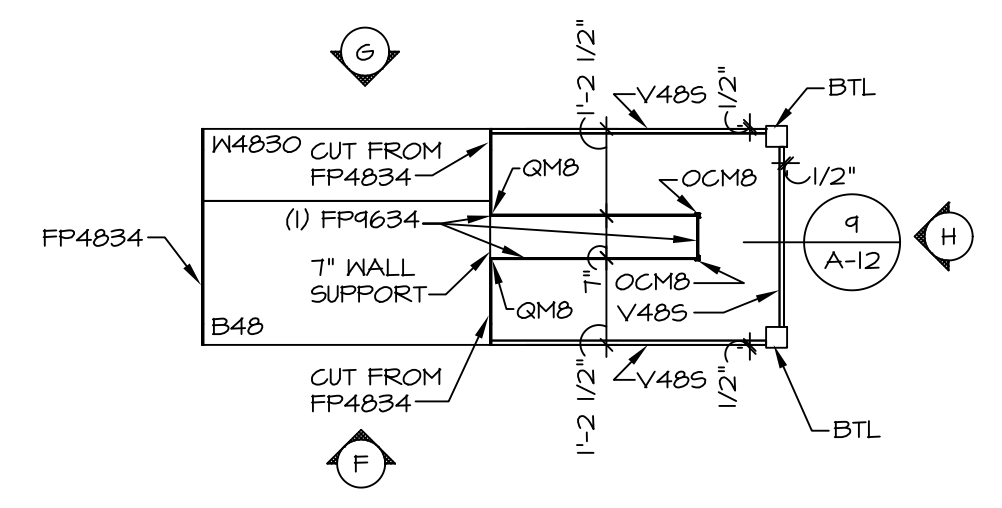 G
1'-2 1/2"
V48S
1/2"
BTL
W4830
CUT FROM
FP4834
QM8
OCM8
1/2"
(1) FP9634
9
A-12
H
FP4834
7" WALL
SUPPORT
7"
OCM8
V48S
QM8
B48
CUT FROM
FP4834
1'-2 1/2"
V48S
1/2"
BTL
F